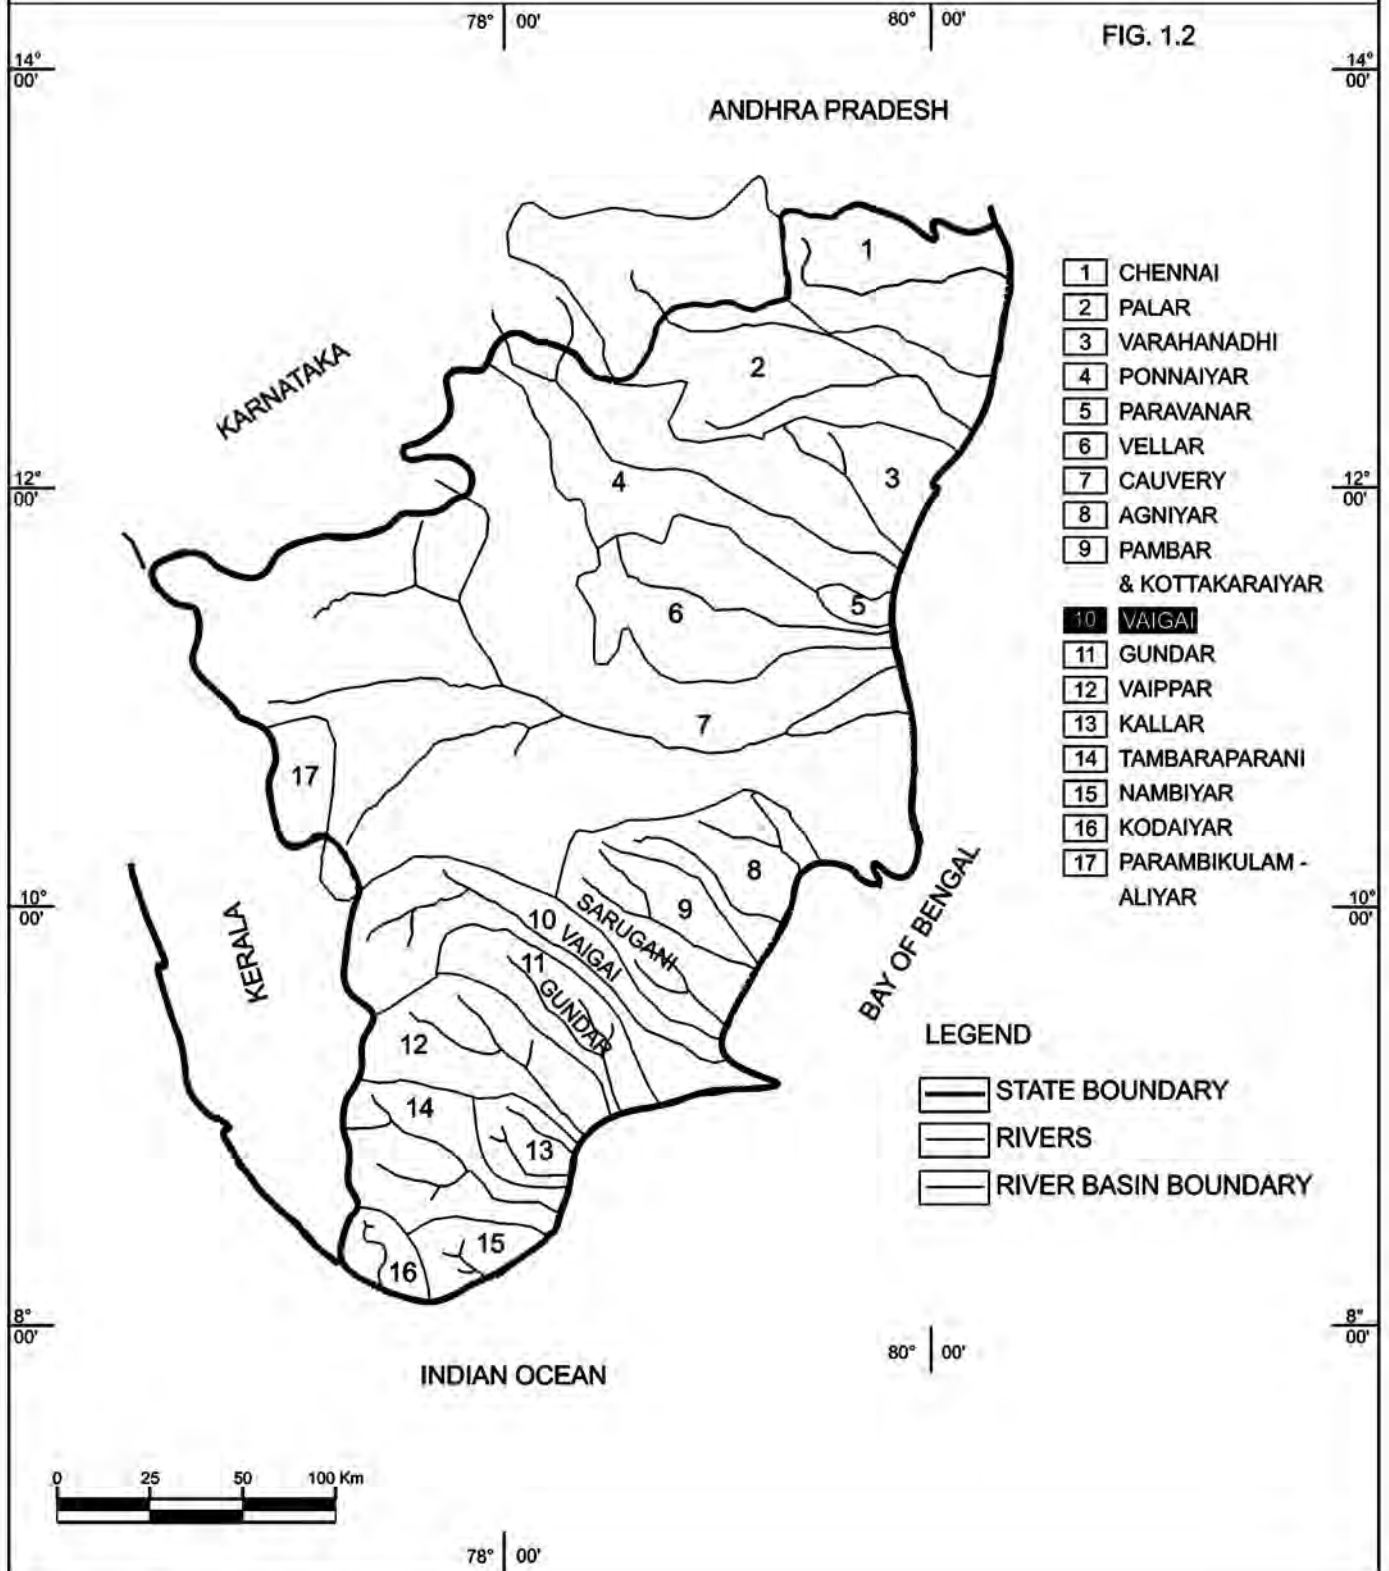 78° 00'
80° 00'
FIG. 1.2
14° 00'
14° 00'
ANDHRA PRADESH
KARNATAKA
12° 00'
12° 00'
1
2
3
4
5
6
7
17
8
9
SARUGANI
10 VAIGAI
11
GUNDAR
12
14
13
15
16
KERALA
BAY OF BENGAL
10° 00'
10° 00'
1 CHENNAI
2 PALAR
3 VARAHANADHI
4 PONNAIYAR
5 PARAVANAR
6 VELLAR
7 CAUVERY
8 AGNIYAR
9 PAMBAR
& KOTTAKARAIYAR
10 VAIGAI
11 GUNDAR
12 VAIPPAR
13 KALLAR
14 TAMBARAPARANI
15 NAMBIYAR
16 KODAIYAR
17 PARAMBIKULAM -
ALIYAR
LEGEND
STATE BOUNDARY
RIVERS
RIVER BASIN BOUNDARY
8° 00'
8° 00'
80° 00'
INDIAN OCEAN
0 25 50 100 Km
78° 00'